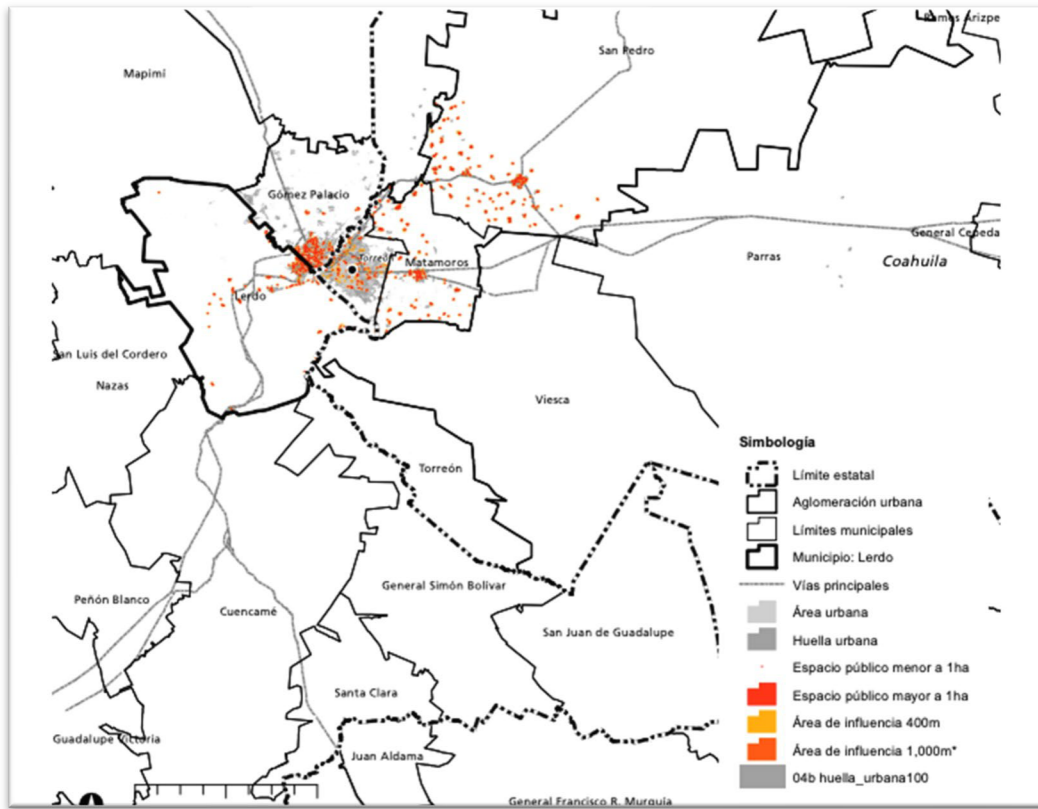 Ramos Arizpe
San Pedro
Mapimí
Gómez Palacio
Torreón
Matamoros
General Cepeda
Parras
Coahuila
Lerdo
San Luis del Cordero
Nazas
Viesca
Torreón
General Simón Bolívar
Peñón Blanco
Cuencamé
San Juan de Guadalupe
Santa Clara
Guadalupe Victoria
Juan Aldama
General Francisco R. Murguia
Simbología
Límite estatal
Aglomeración urbana
Límites municipales
Municipio: Lerdo
Vías principales
Área urbana
Huella urbana
Espacio público menor a 1ha
Espacio público mayor a 1ha
Área de influencia 400m
Área de influencia 1,000m*
04b huella_urbana100